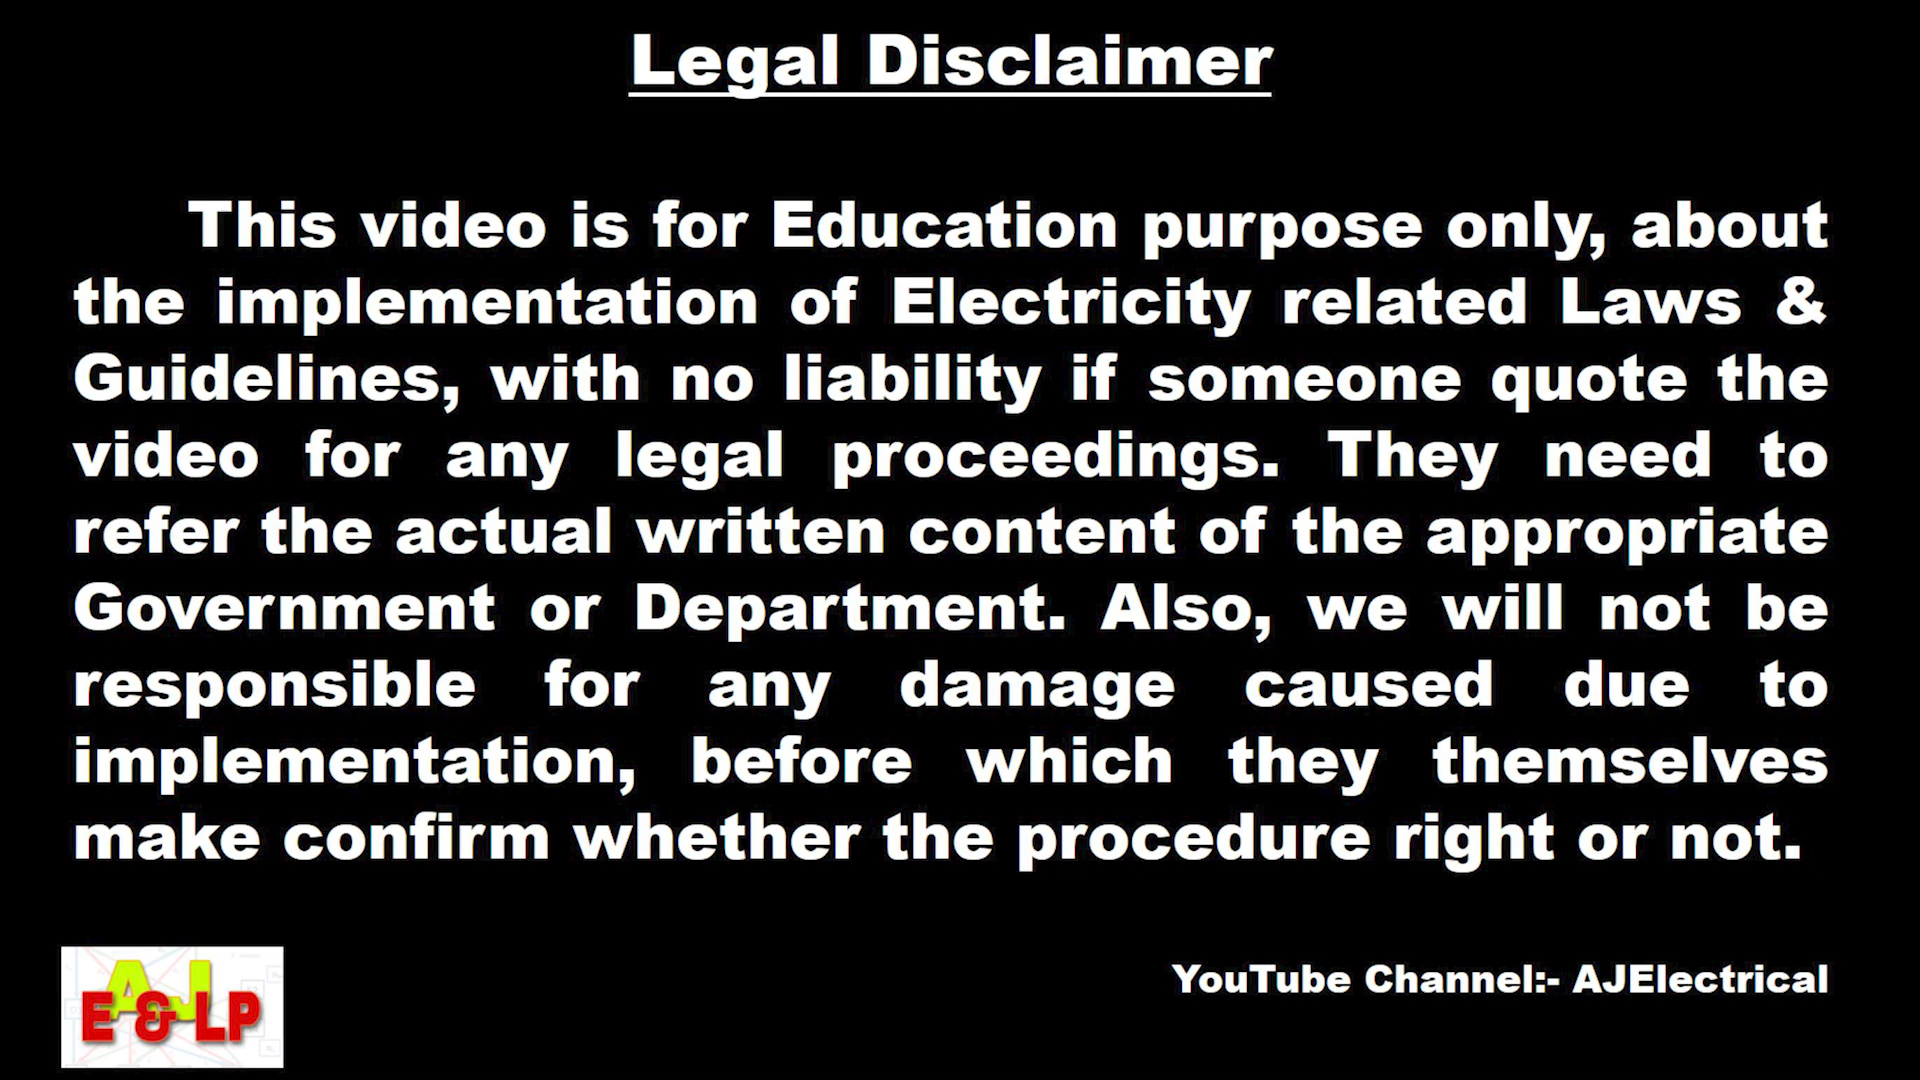 Legal Disclaimer
This video is for Education purpose only, about
the implementation of Electricity related Laws &
Guidelines, with no liability if someone quote the
video for any legal proceedings. They need to
refer the actual written content of the appropriate
Government or Department. Also, we will not be
responsible for any damage caused due to
implementation, before which they themselves
make confirm whether the procedure right or not.
AJ
E & LP
YouTube Channel:- AJElectrical